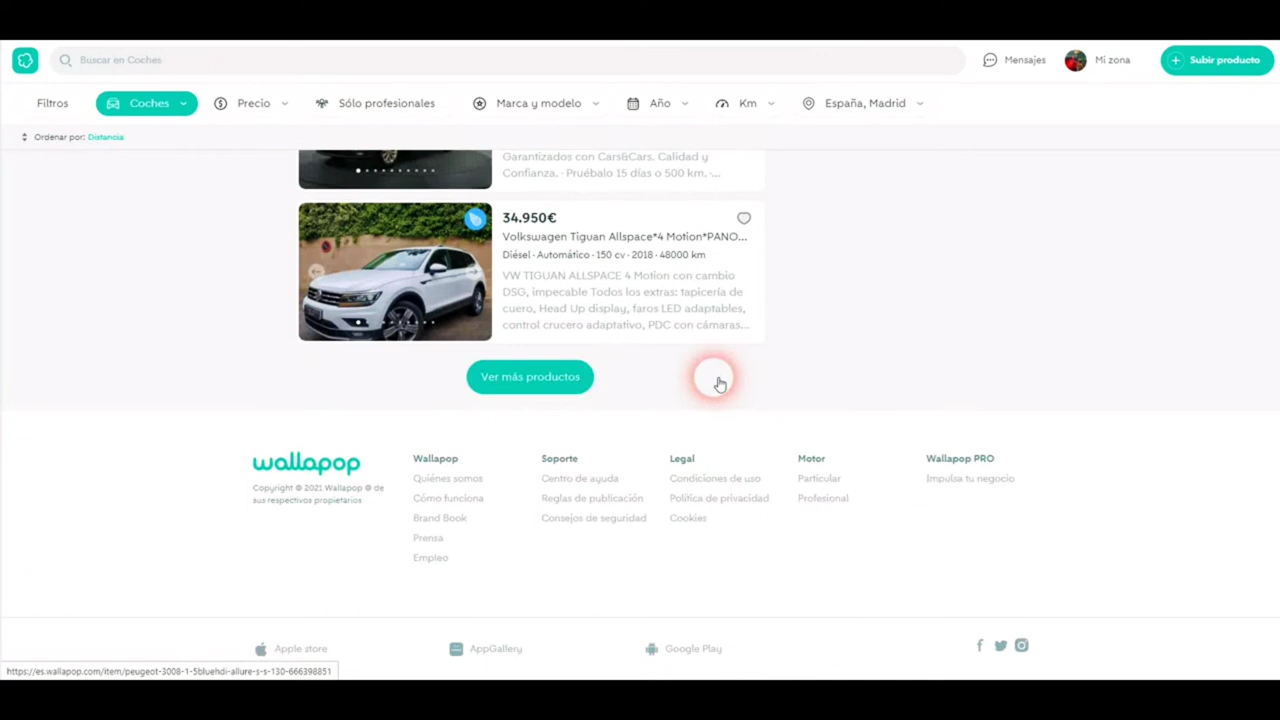 Buscar en Coches
Mensajes
Mi zona
Subir producto
Filtros
Coches
Precio
Sólo profesionales
Marca y modelo
Año
Km
España, Madrid
Ordenar por: Distancia
Garantizados con Cars&Cars. Calidad y
Confianza. · Pruébalo 15 días o 500 km. ·...
34.950€
Volkswagen Tiguan Allspace*4 Motion*PANO...
Diésel · Automático · 150 cv · 2018 · 48000 km
VW TIGUAN ALLSPACE 4 Motion con cambio
DSG, impecable Todos los extras: tapicería de
cuero, Head Up display, faros LED adaptables,
control crucero adaptativo, PDC con cámaras...
Ver más productos
wallapop
Copyright © 2021 Wallapop © de
sus respectivos propietarios
Wallapop
Quiénes somos
Cómo funciona
Brand Book
Prensa
Empleo
Soporte
Centro de ayuda
Reglas de publicación
Consejos de seguridad
Legal
Condiciones de uso
Política de privacidad
Cookies
Motor
Particular
Profesional
Wallapop PRO
Impulsa tu negocio
Apple store
AppGallery
Google Play
https://es.wallapop.com/item/peugeot-3008-1-5bluehdi-allure-s-s-130-666398851